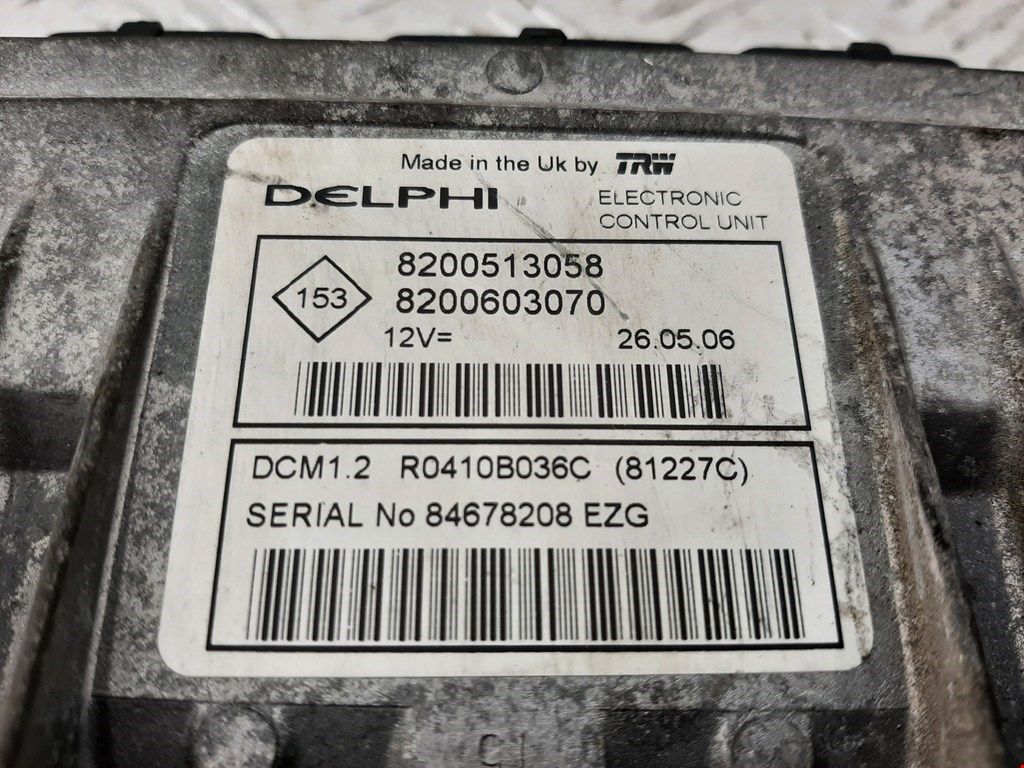 Made in the Uk by TRW
DELPHI
ELECTRONIC
CONTROL UNIT
153
8200513058
8200603070
12V=
26.05.06
DCM1.2 R0410B036C (81227C)
SERIAL No 84678208 EZG